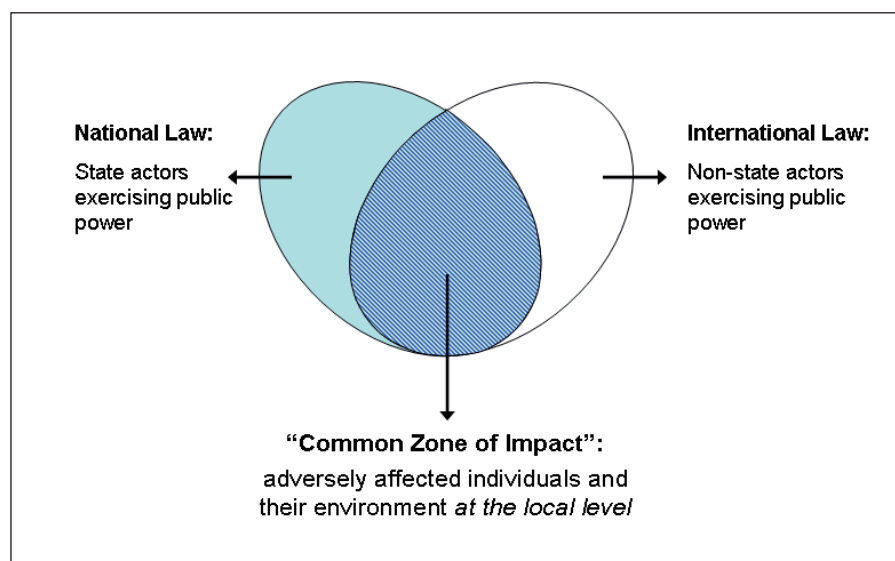 National Law:
State actors
exercising public
power
International Law:
Non-state actors
exercising public
power
“Common Zone of Impact”:
adversely affected individuals and
their environment at the local level